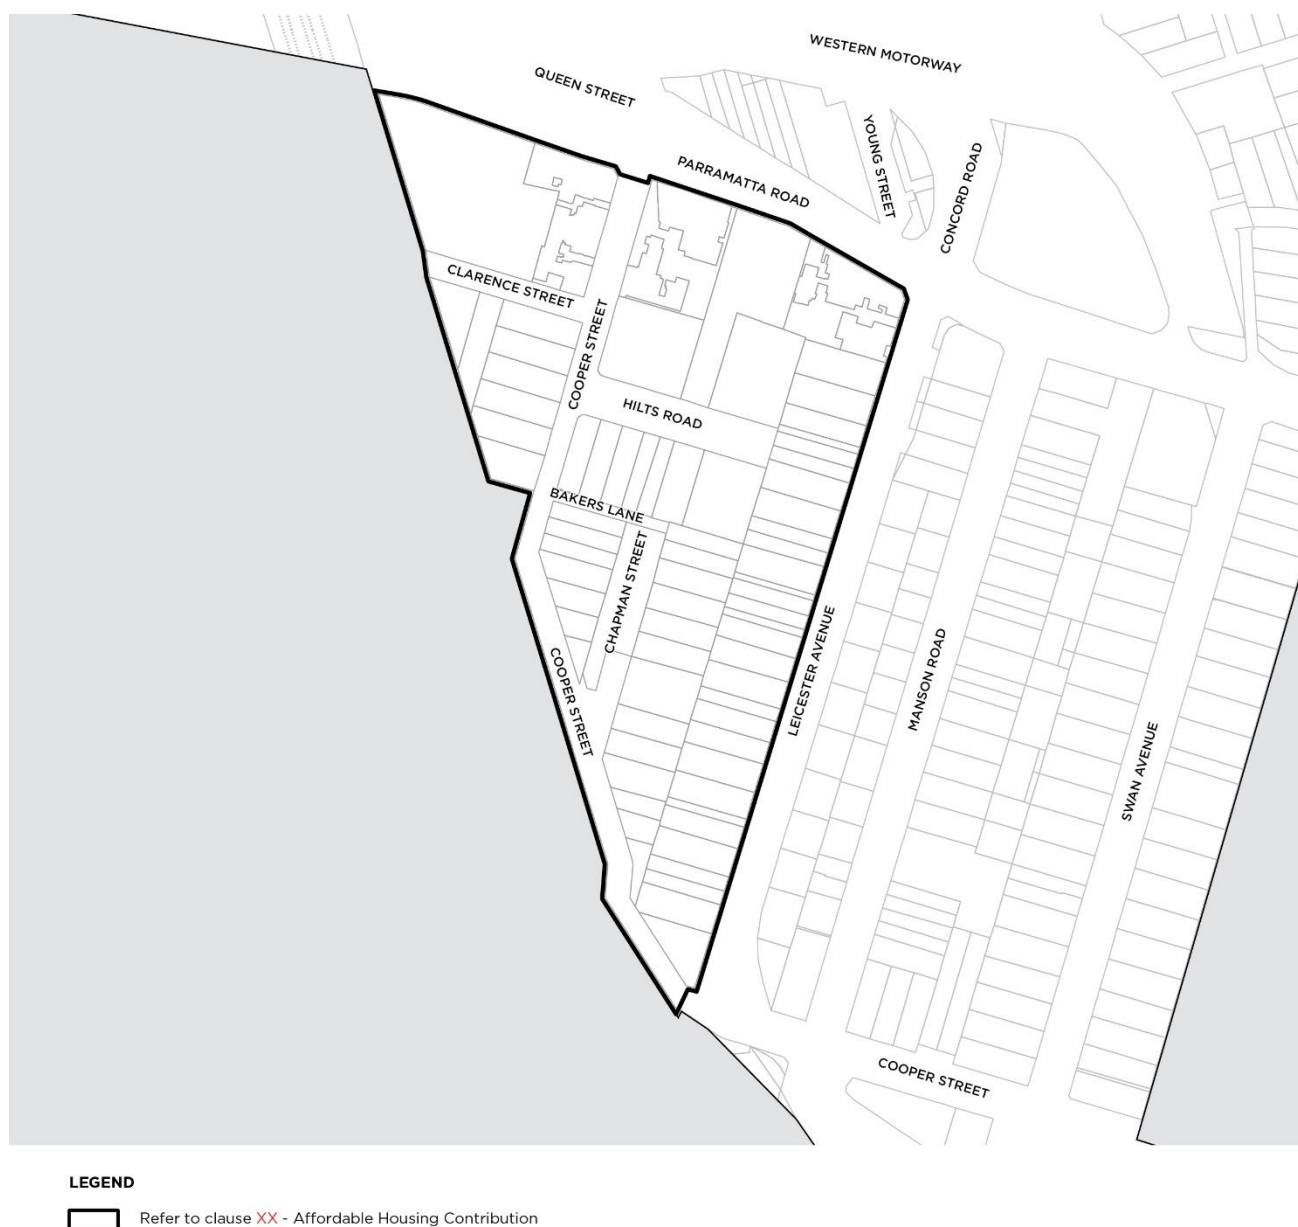 WESTERN MOTORWAY
QUEEN STREET
YOUNG STREET
CONCORD ROAD
PARRAMATTA ROAD
CLARENCE STREET
COOPER STREET
HILTS ROAD
BAKERS LANE
CHAPMAN STREET
COOPER STREET
LEICESTER AVENUE
MANSON ROAD
SWAN AVENUE
COOPER STREET
LEGEND
Refer to clause XX - Affordable Housing Contribution